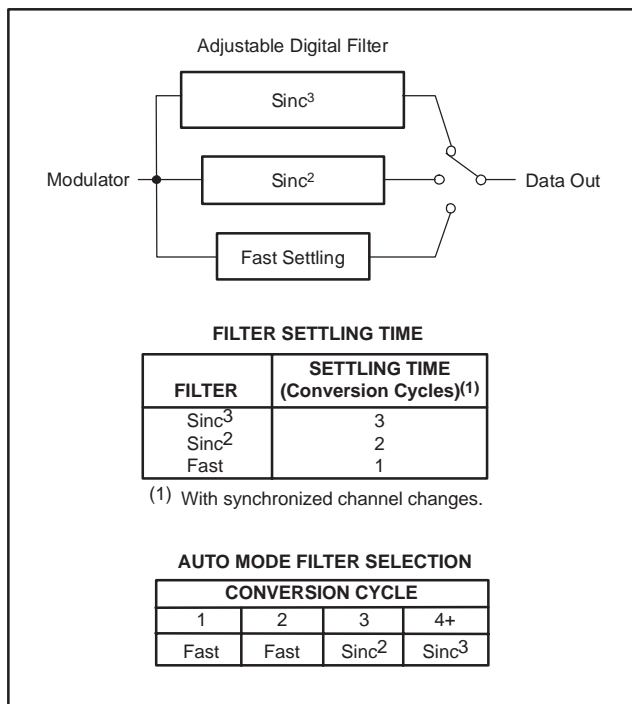 Adjustable Digital Filter
Sinc³
Modulator
Sinc²
Data Out
Fast Settling
FILTER SETTLING TIME
FILTER
SETTLING TIME
(Conversion Cycles)(1)
Sinc³ 3
Sinc² 2
Fast 1
(1) With synchronized channel changes.
AUTO MODE FILTER SELECTION
CONVERSION CYCLE
1 2 3 4+
Fast Fast Sinc² Sinc³